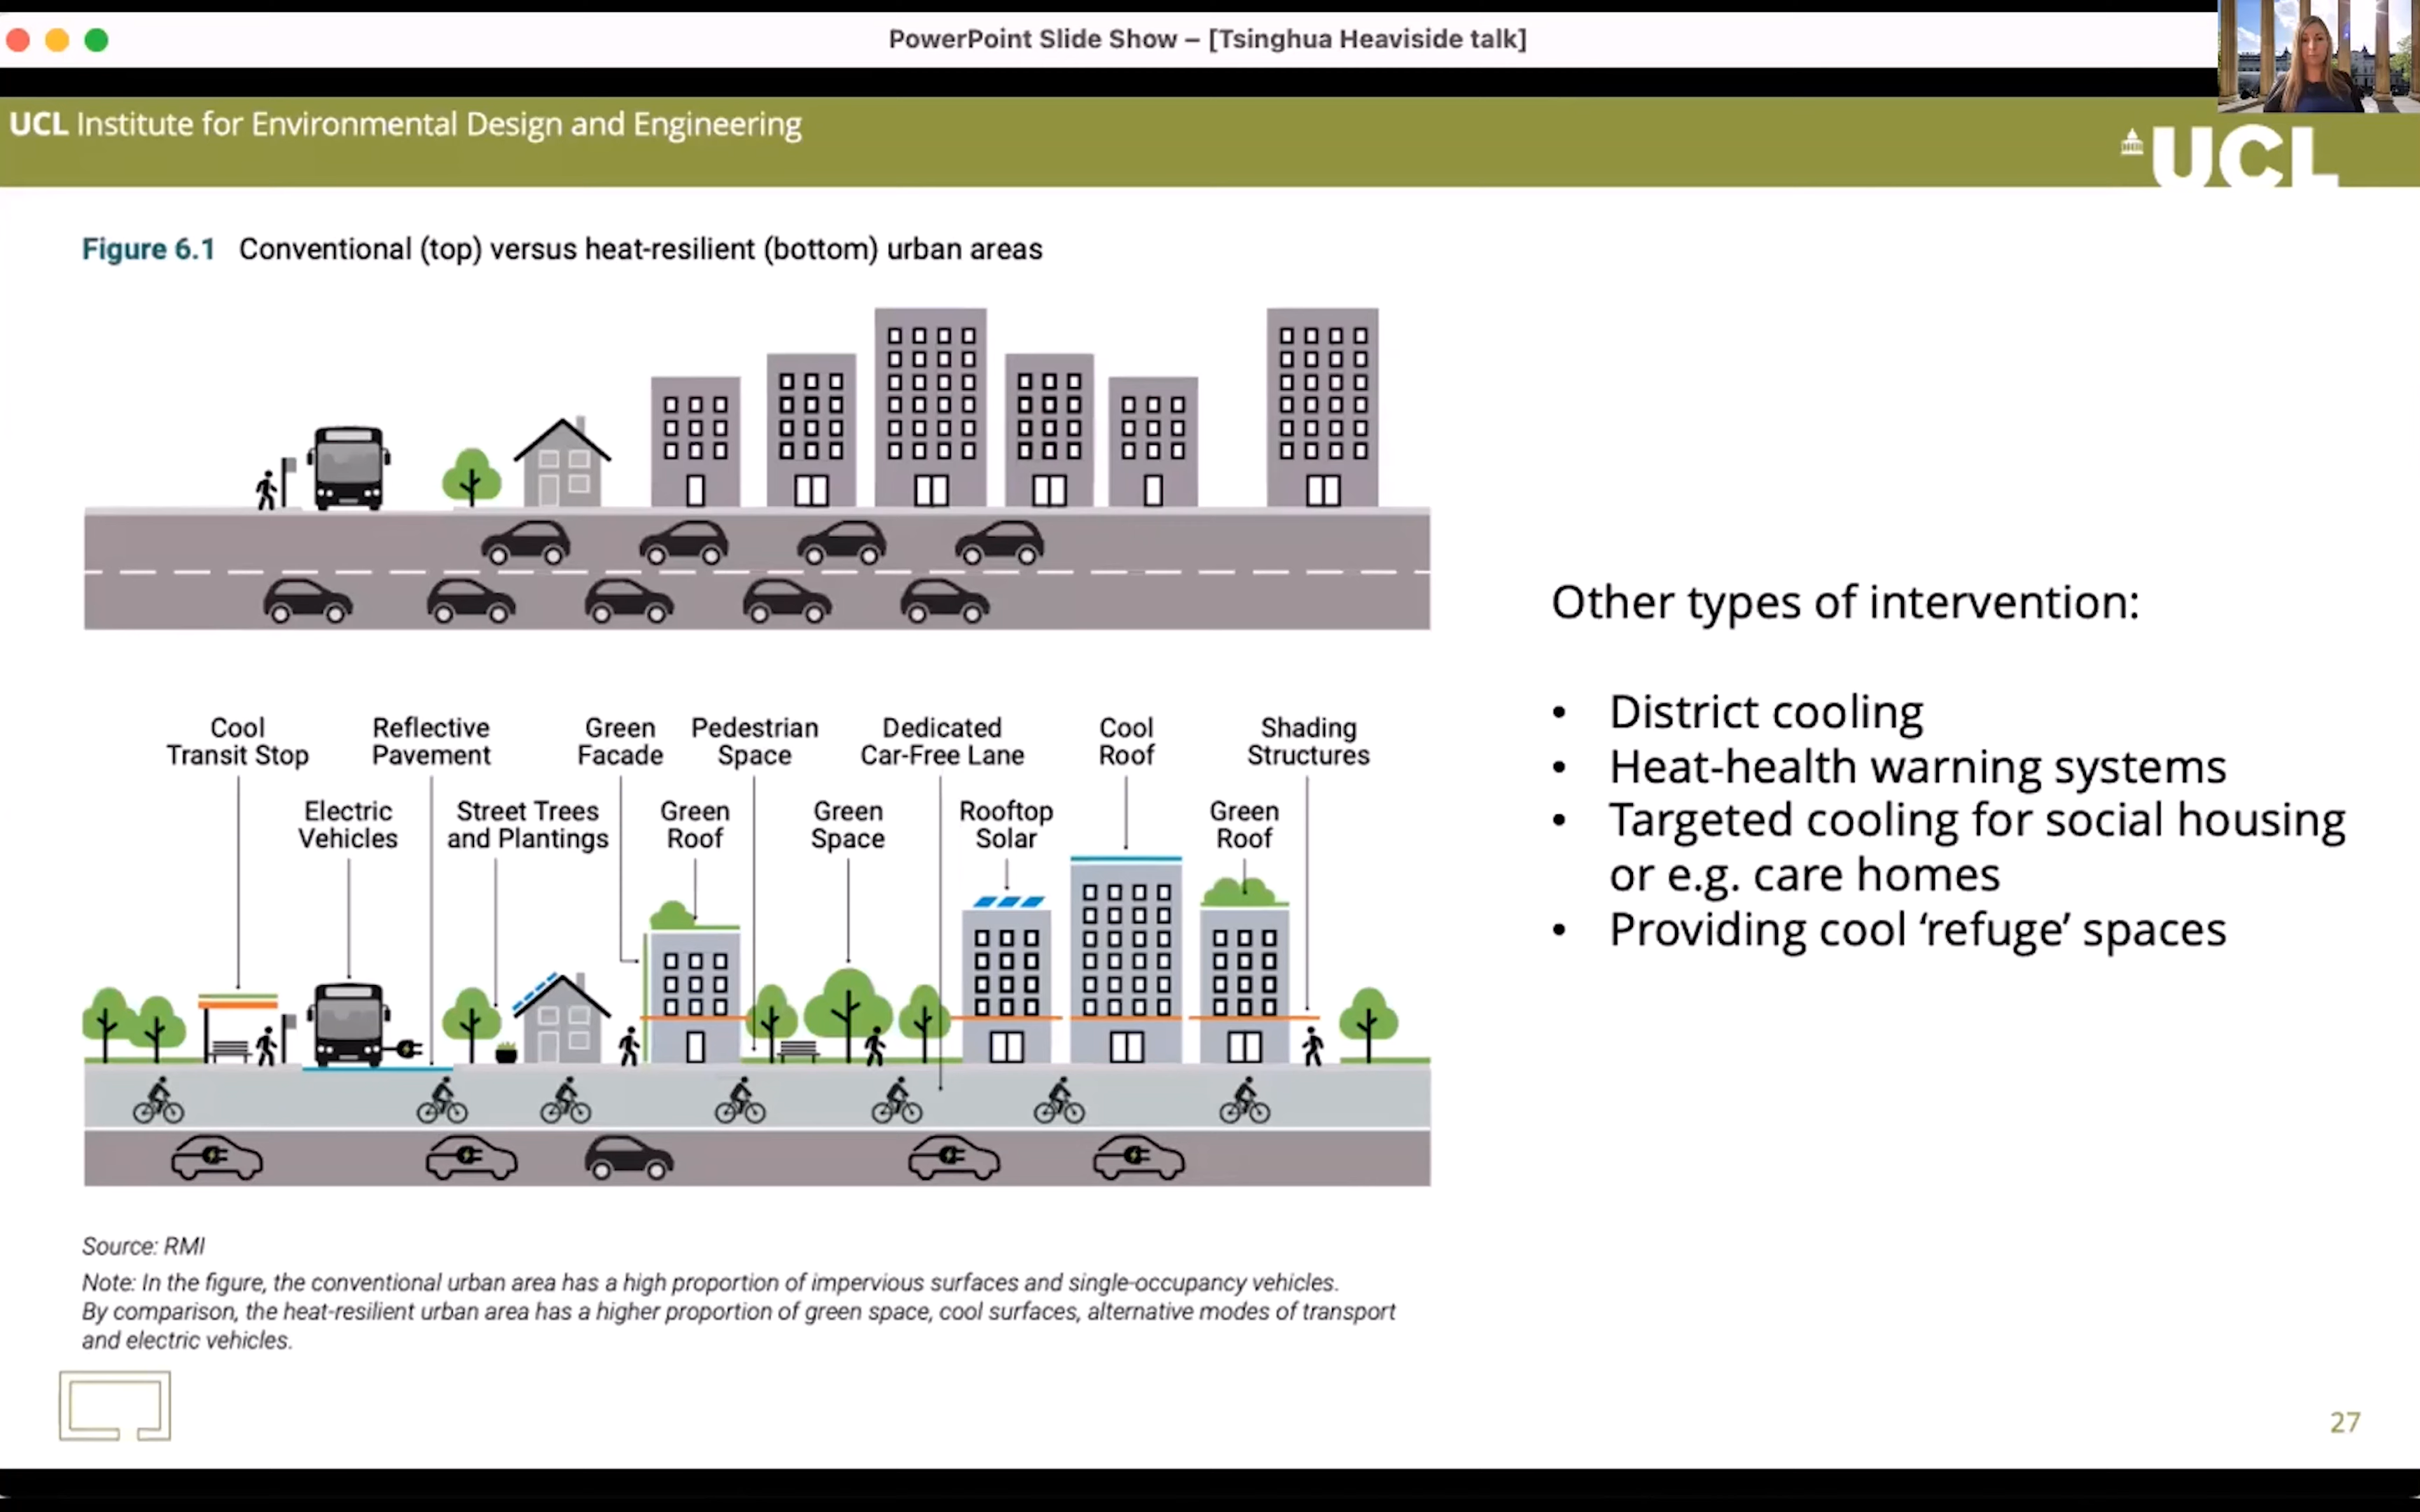 PowerPoint Slide Show – [Tsinghua Heaviside talk]
UCL Institute for Environmental Design and Engineering
UCL
Figure 6.1 Conventional (top) versus heat-resilient (bottom) urban areas
Cool
Transit Stop
Reflective
Pavement
Green
Facade
Pedestrian
Space
Dedicated
Car-Free Lane
Cool
Roof
Shading
Structures
Electric
Vehicles
Street Trees
and Plantings
Green
Roof
Green
Space
Rooftop
Solar
Green
Roof
Source: RMI
Note: In the figure, the conventional urban area has a high proportion of impervious surfaces and single-occupancy vehicles.
By comparison, the heat-resilient urban area has a higher proportion of green space, cool surfaces, alternative modes of transport
and electric vehicles.
Other types of intervention:
• District cooling
• Heat-health warning systems
• Targeted cooling for social housing
or e.g. care homes
• Providing cool ‘refuge’ spaces
27